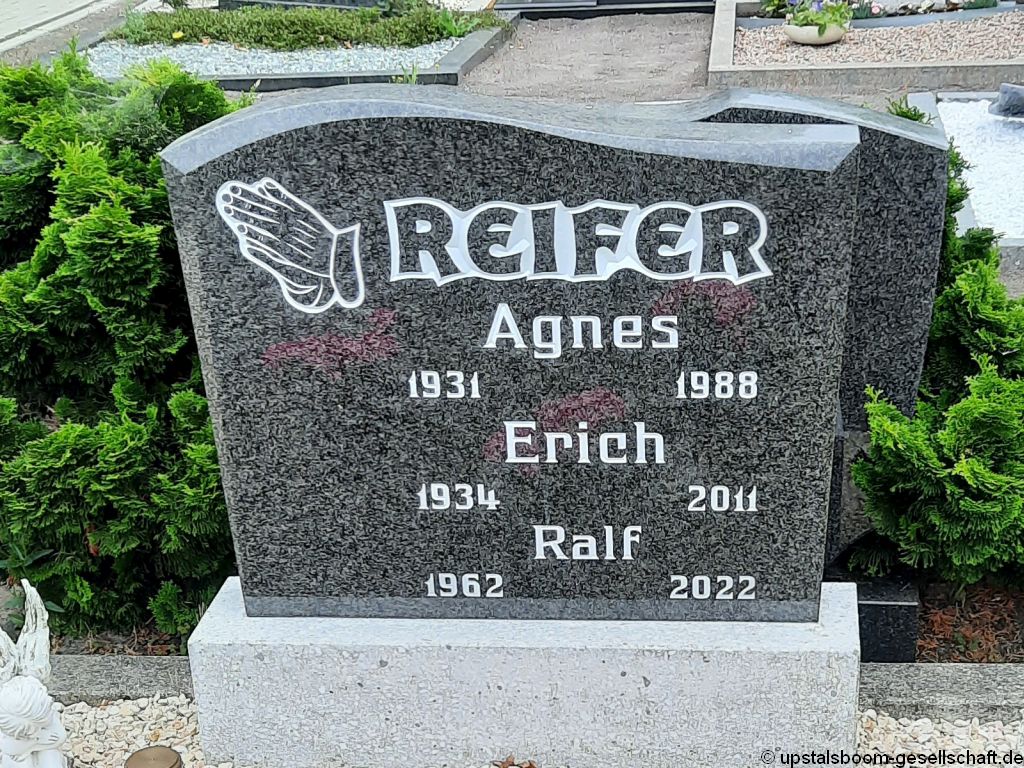 REIFER
Agnes
1931 1988
Erich
1934 2011
Ralf
1962 2022
© upstalsboom-gesellschaft.de